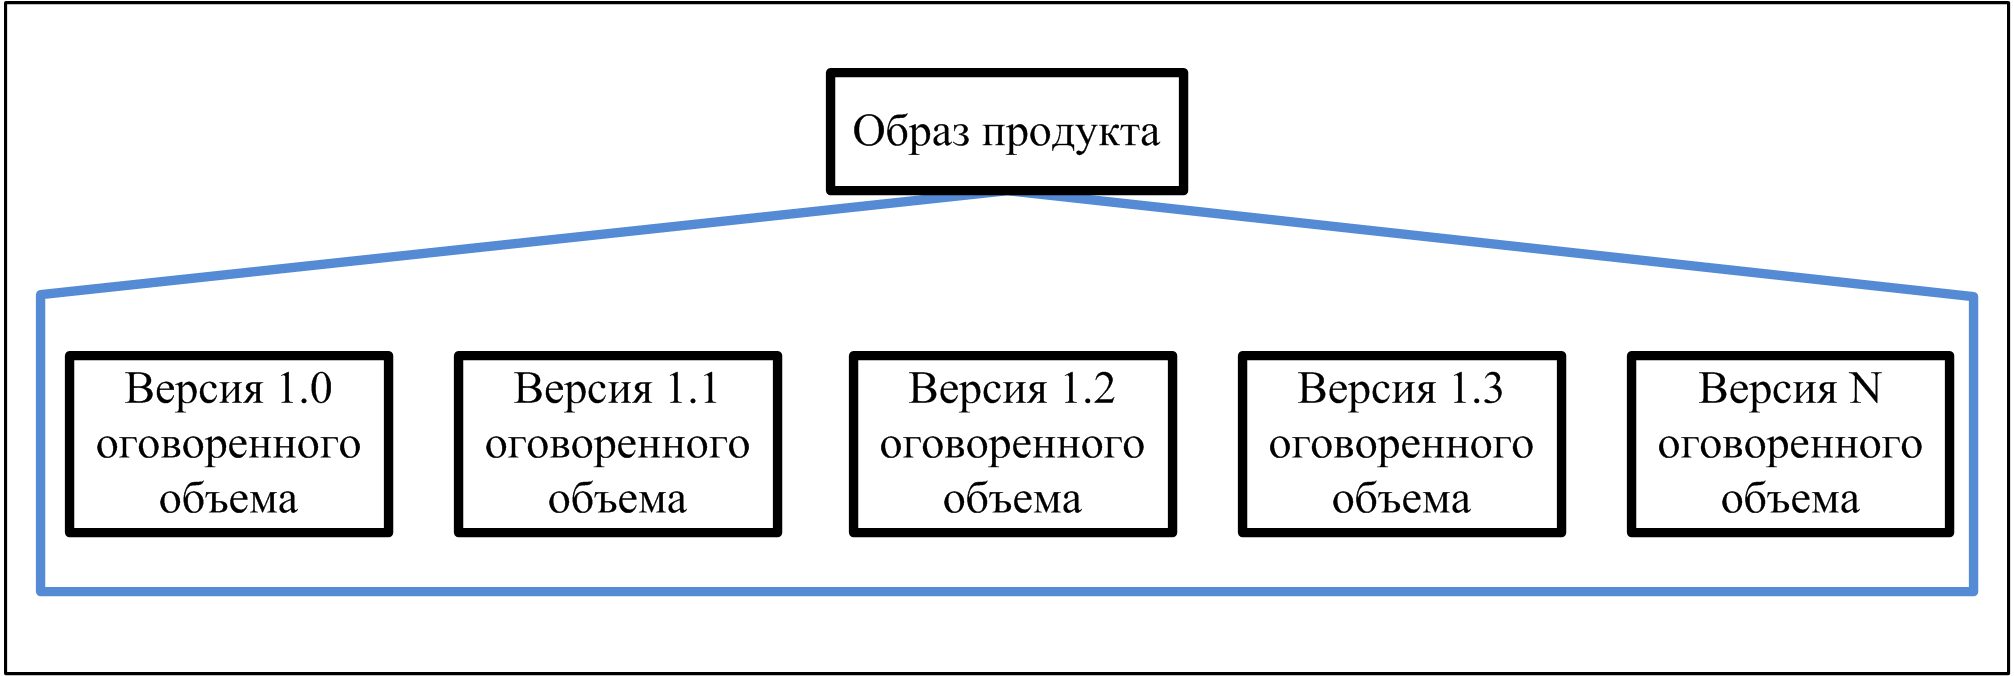 Образ продукта
Версия 1.0
оговоренного
объема
Версия 1.1
оговоренного
объема
Версия 1.2
оговоренного
объема
Версия 1.3
оговоренного
объема
Версия N
оговоренного
объема